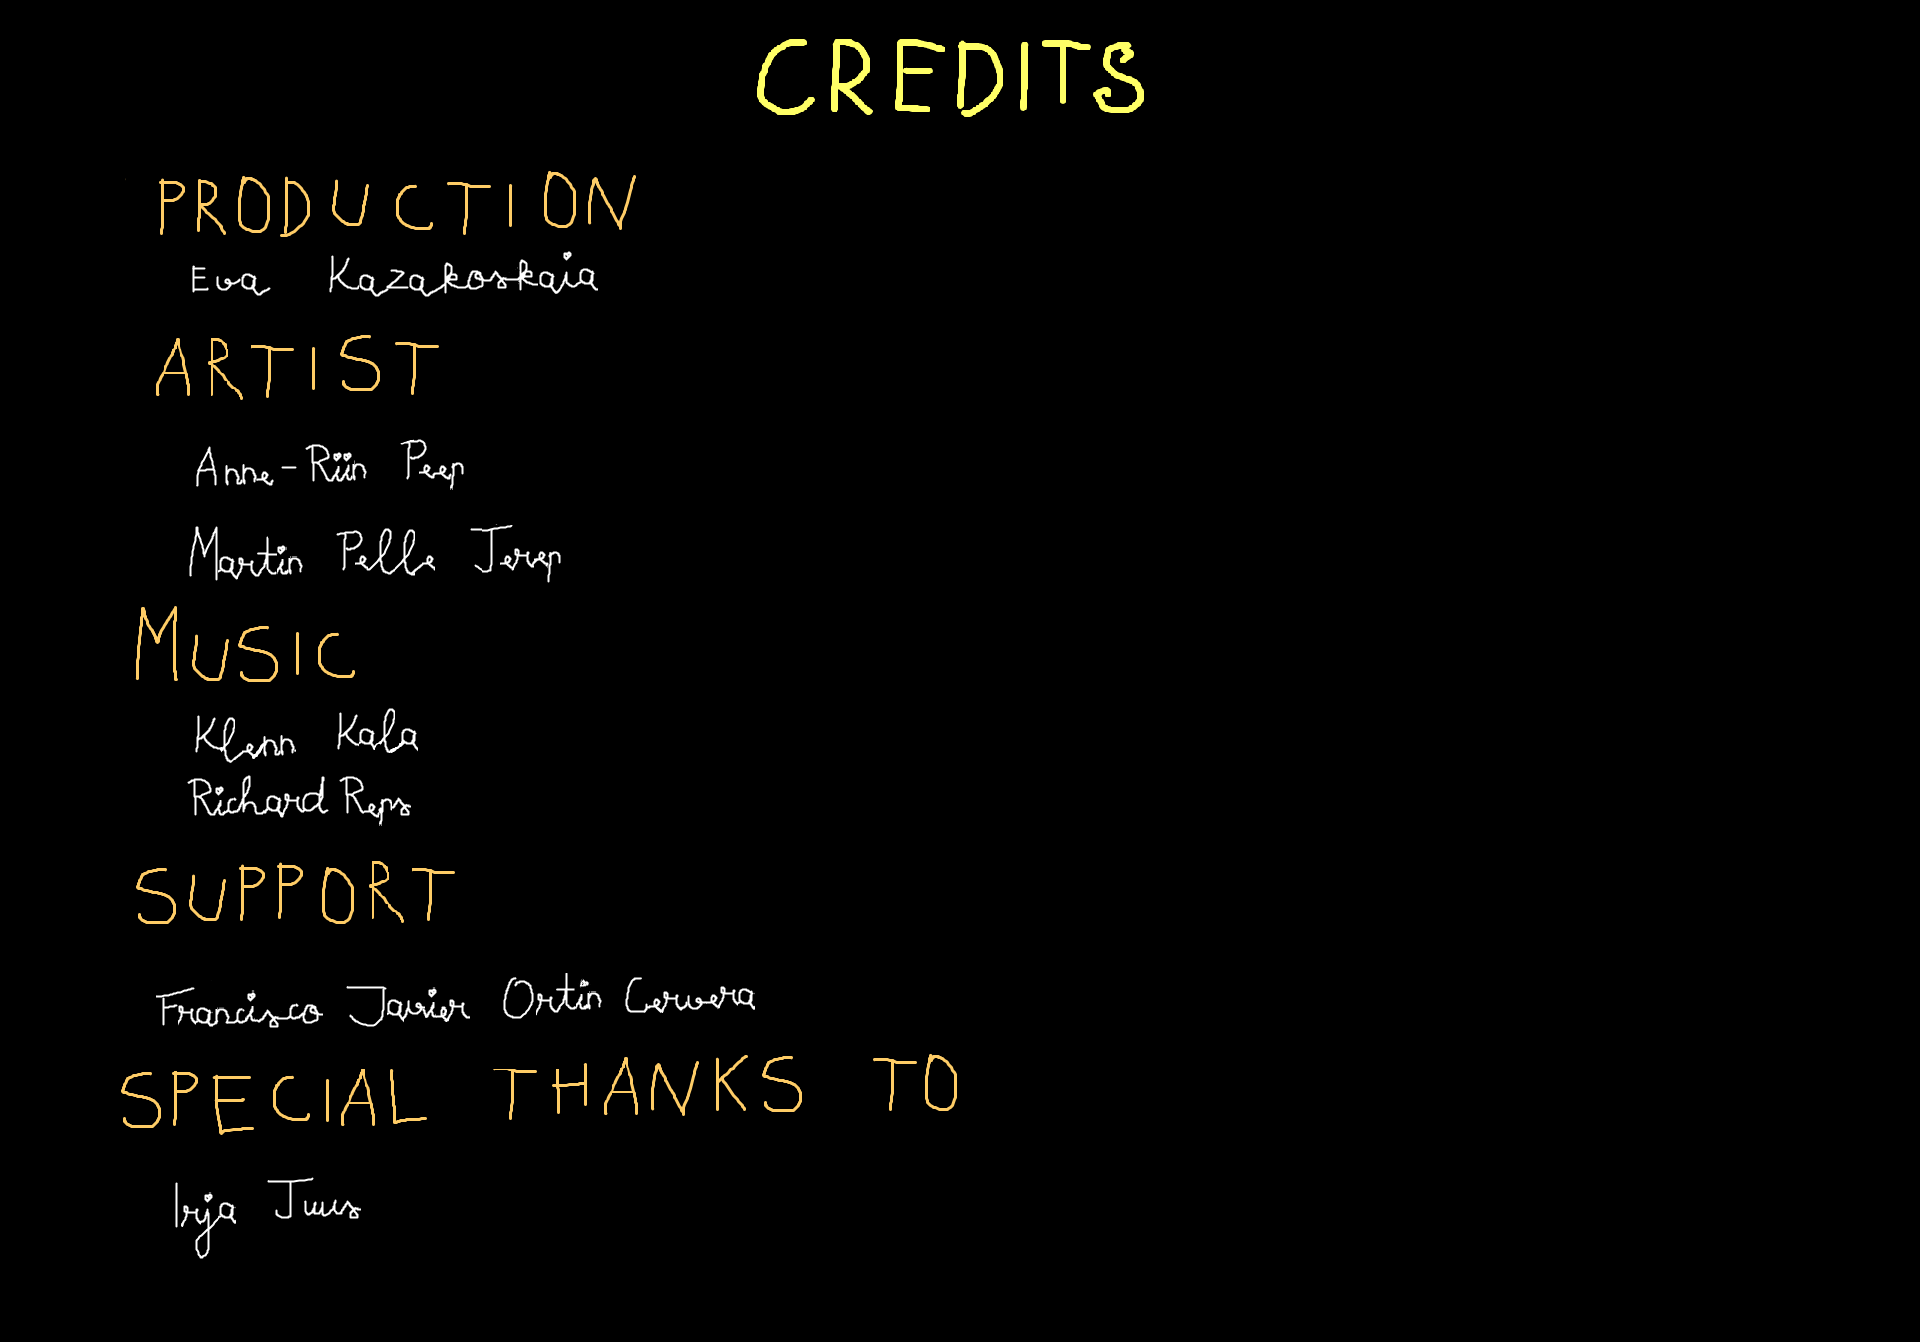 CREDITS
PRODUCTION
Eva Kazakoskaia
ARTIST
Anne-Riin Peep
Martin Pelle Jerep
MUSIC
Klenn Kala
Richard Reps
SUPPORT
Francisco Javier Ortin Cervera
SPECIAL THANKS TO
Irja Juus